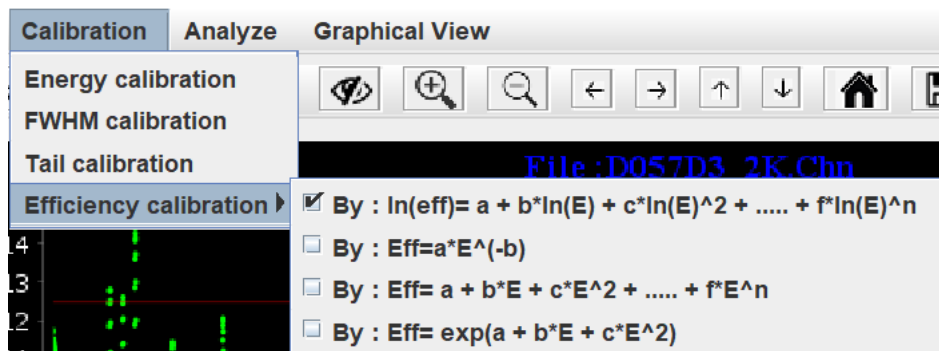 Calibration Analyze Graphical View
Energy calibration
FWHM calibration
Tail calibration
File :D057D3_2K.Chn
Efficiency calibration
By : ln(eff)= a + b*ln(E) + c*ln(E)^2 + ..... + f*ln(E)^n
By : Eff=a*E^(-b)
By : Eff= a + b*E + c*E^2 + ..... + f*E^n
By : Eff= exp(a + b*E + c*E^2)
14
13
12